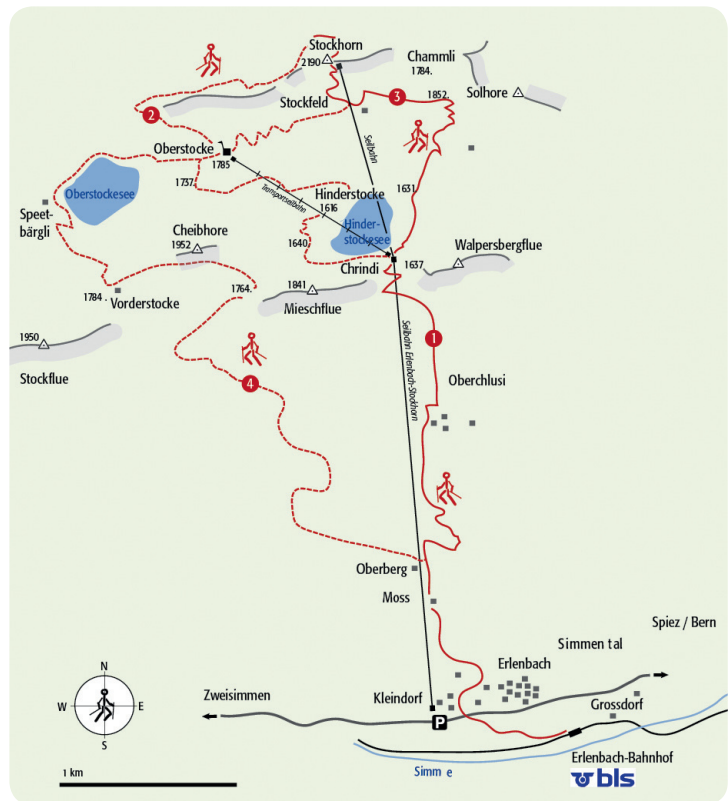 Stockhorn
2190
Chammli
1784.
Solhore
Stockfeld
3
1852.
2
Seilbahn
Oberstocke
1785
1737.
Transportseilbahn
Hinderstocke
1616
1631
Oberstockesee
Speet-
bärgli
Hinder-
stockesee
Cheibhore
1952
1640.
Walpersbergflue
Chrindi
1637
1764.
1841
Mieschflue
1784.
Vorderstocke
1950
Stockflue
Seilbahn Erlenbach-Stockhorn
1
4
Oberchlusi
Oberberg
Moss
Spiez / Bern
Simmen tal
Erlenbach
N
W
E
S
Zweisimmen
Kleindorf
P
Grossdorf
1 km
Simm e
Erlenbach-Bahnhof
bls